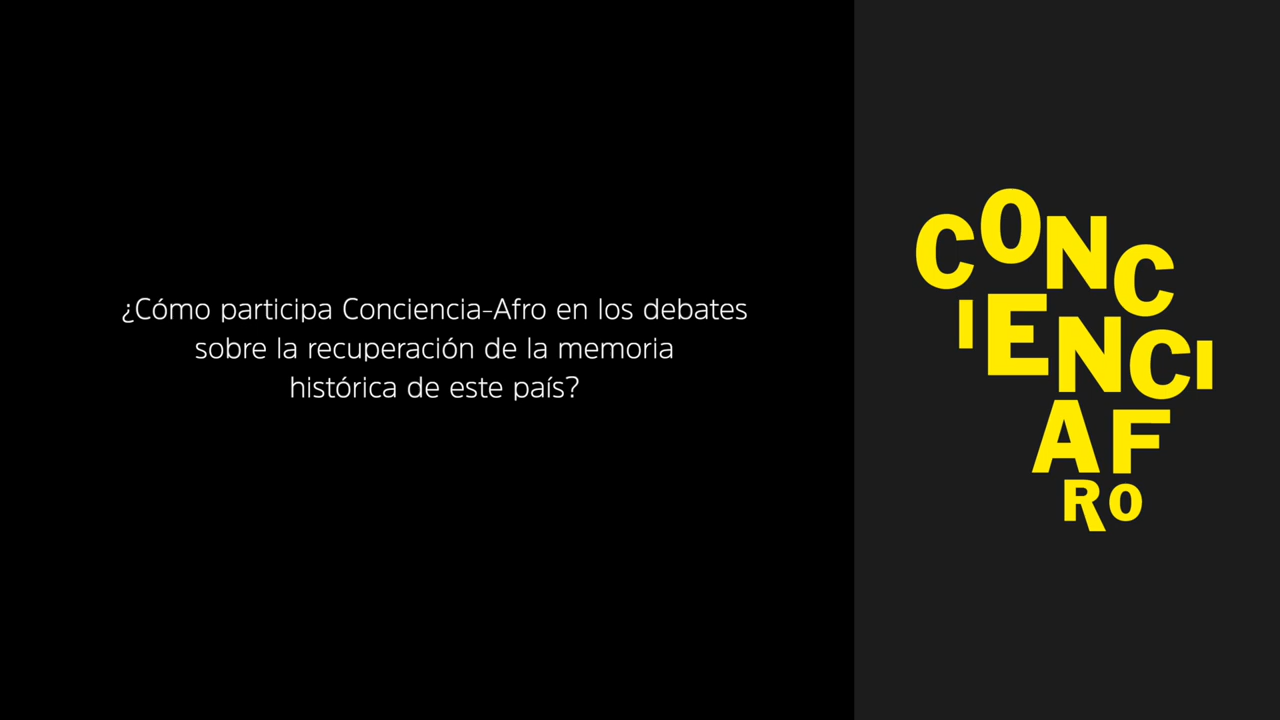 ¿Cómo participa Conciencia-Afro en los debates
sobre la recuperación de la memoria
histórica de este país?
CONC
IENCI
AF
RO